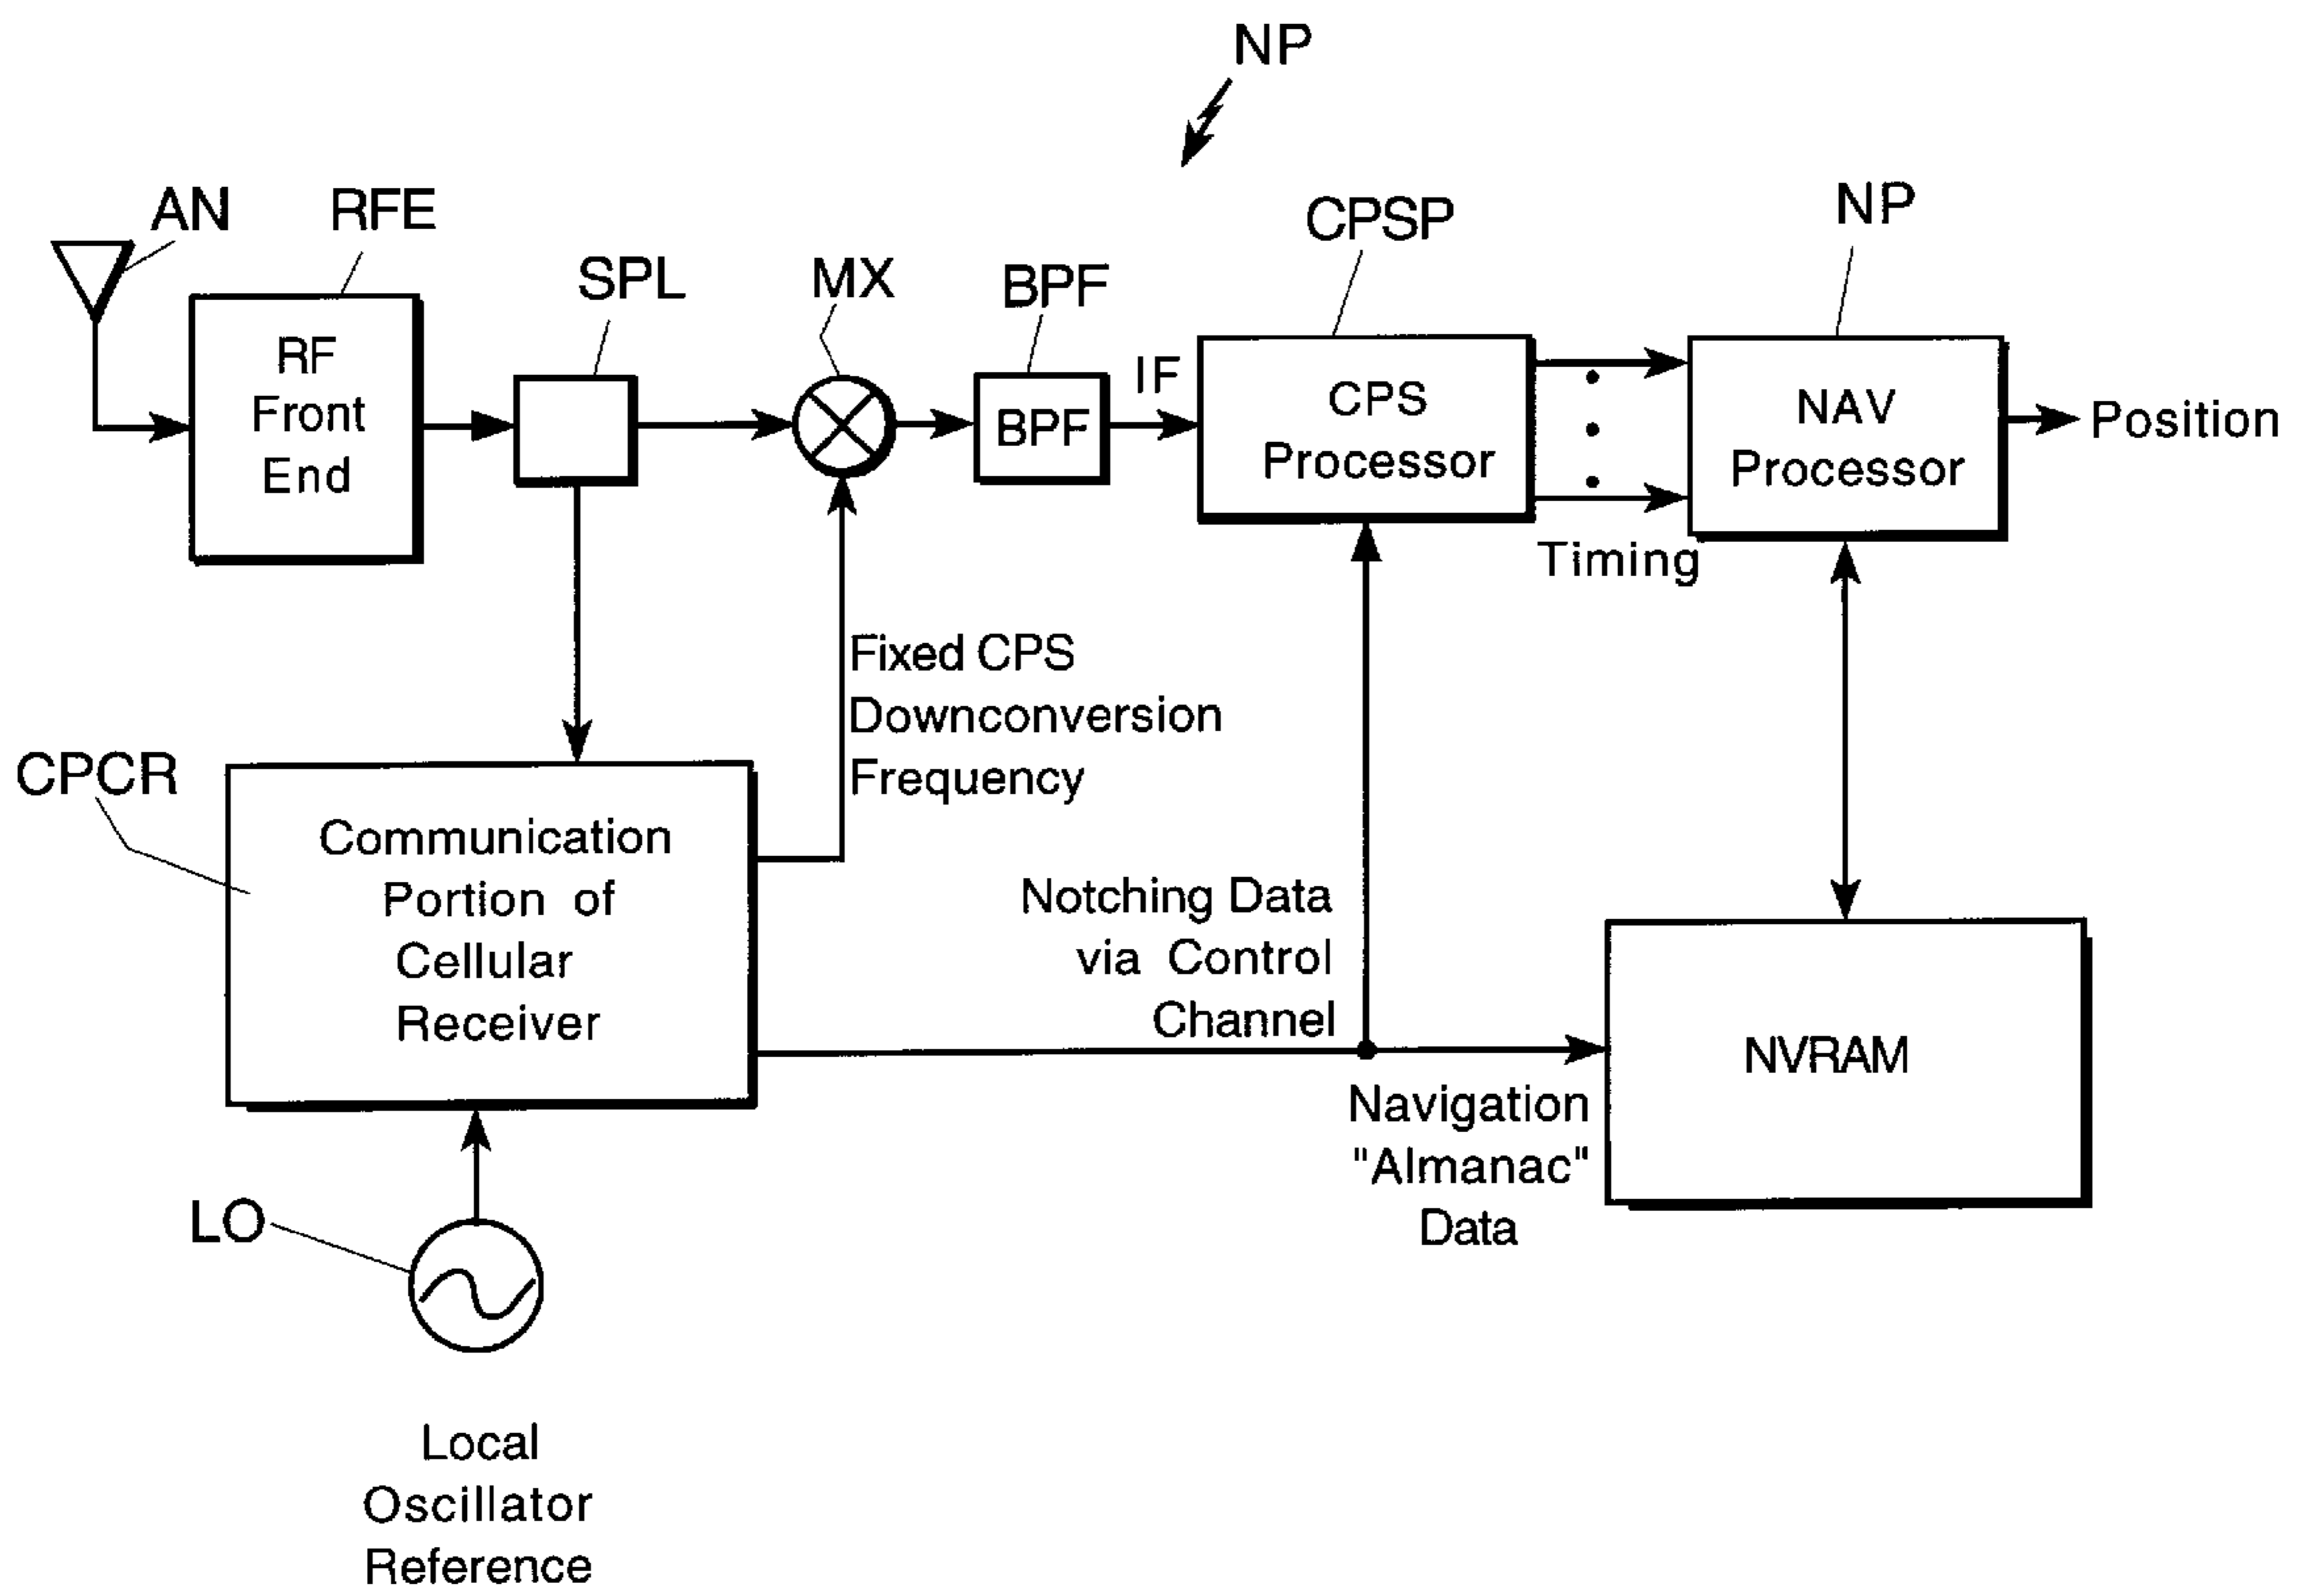 NP
AN
RFE
SPL
MX
BPF
CPSP
NP
RF
Front
End
BPF
IF
CPS
Processor
Timing
NAV
Processor
Position
Fixed CPS
Downconversion
Frequency
CPCR
Communication
Portion of
Cellular
Receiver
Notching Data
via Control
Channel
Navigation
"Almanac"
Data
NVRAM
LO
Local
Oscillator
Reference